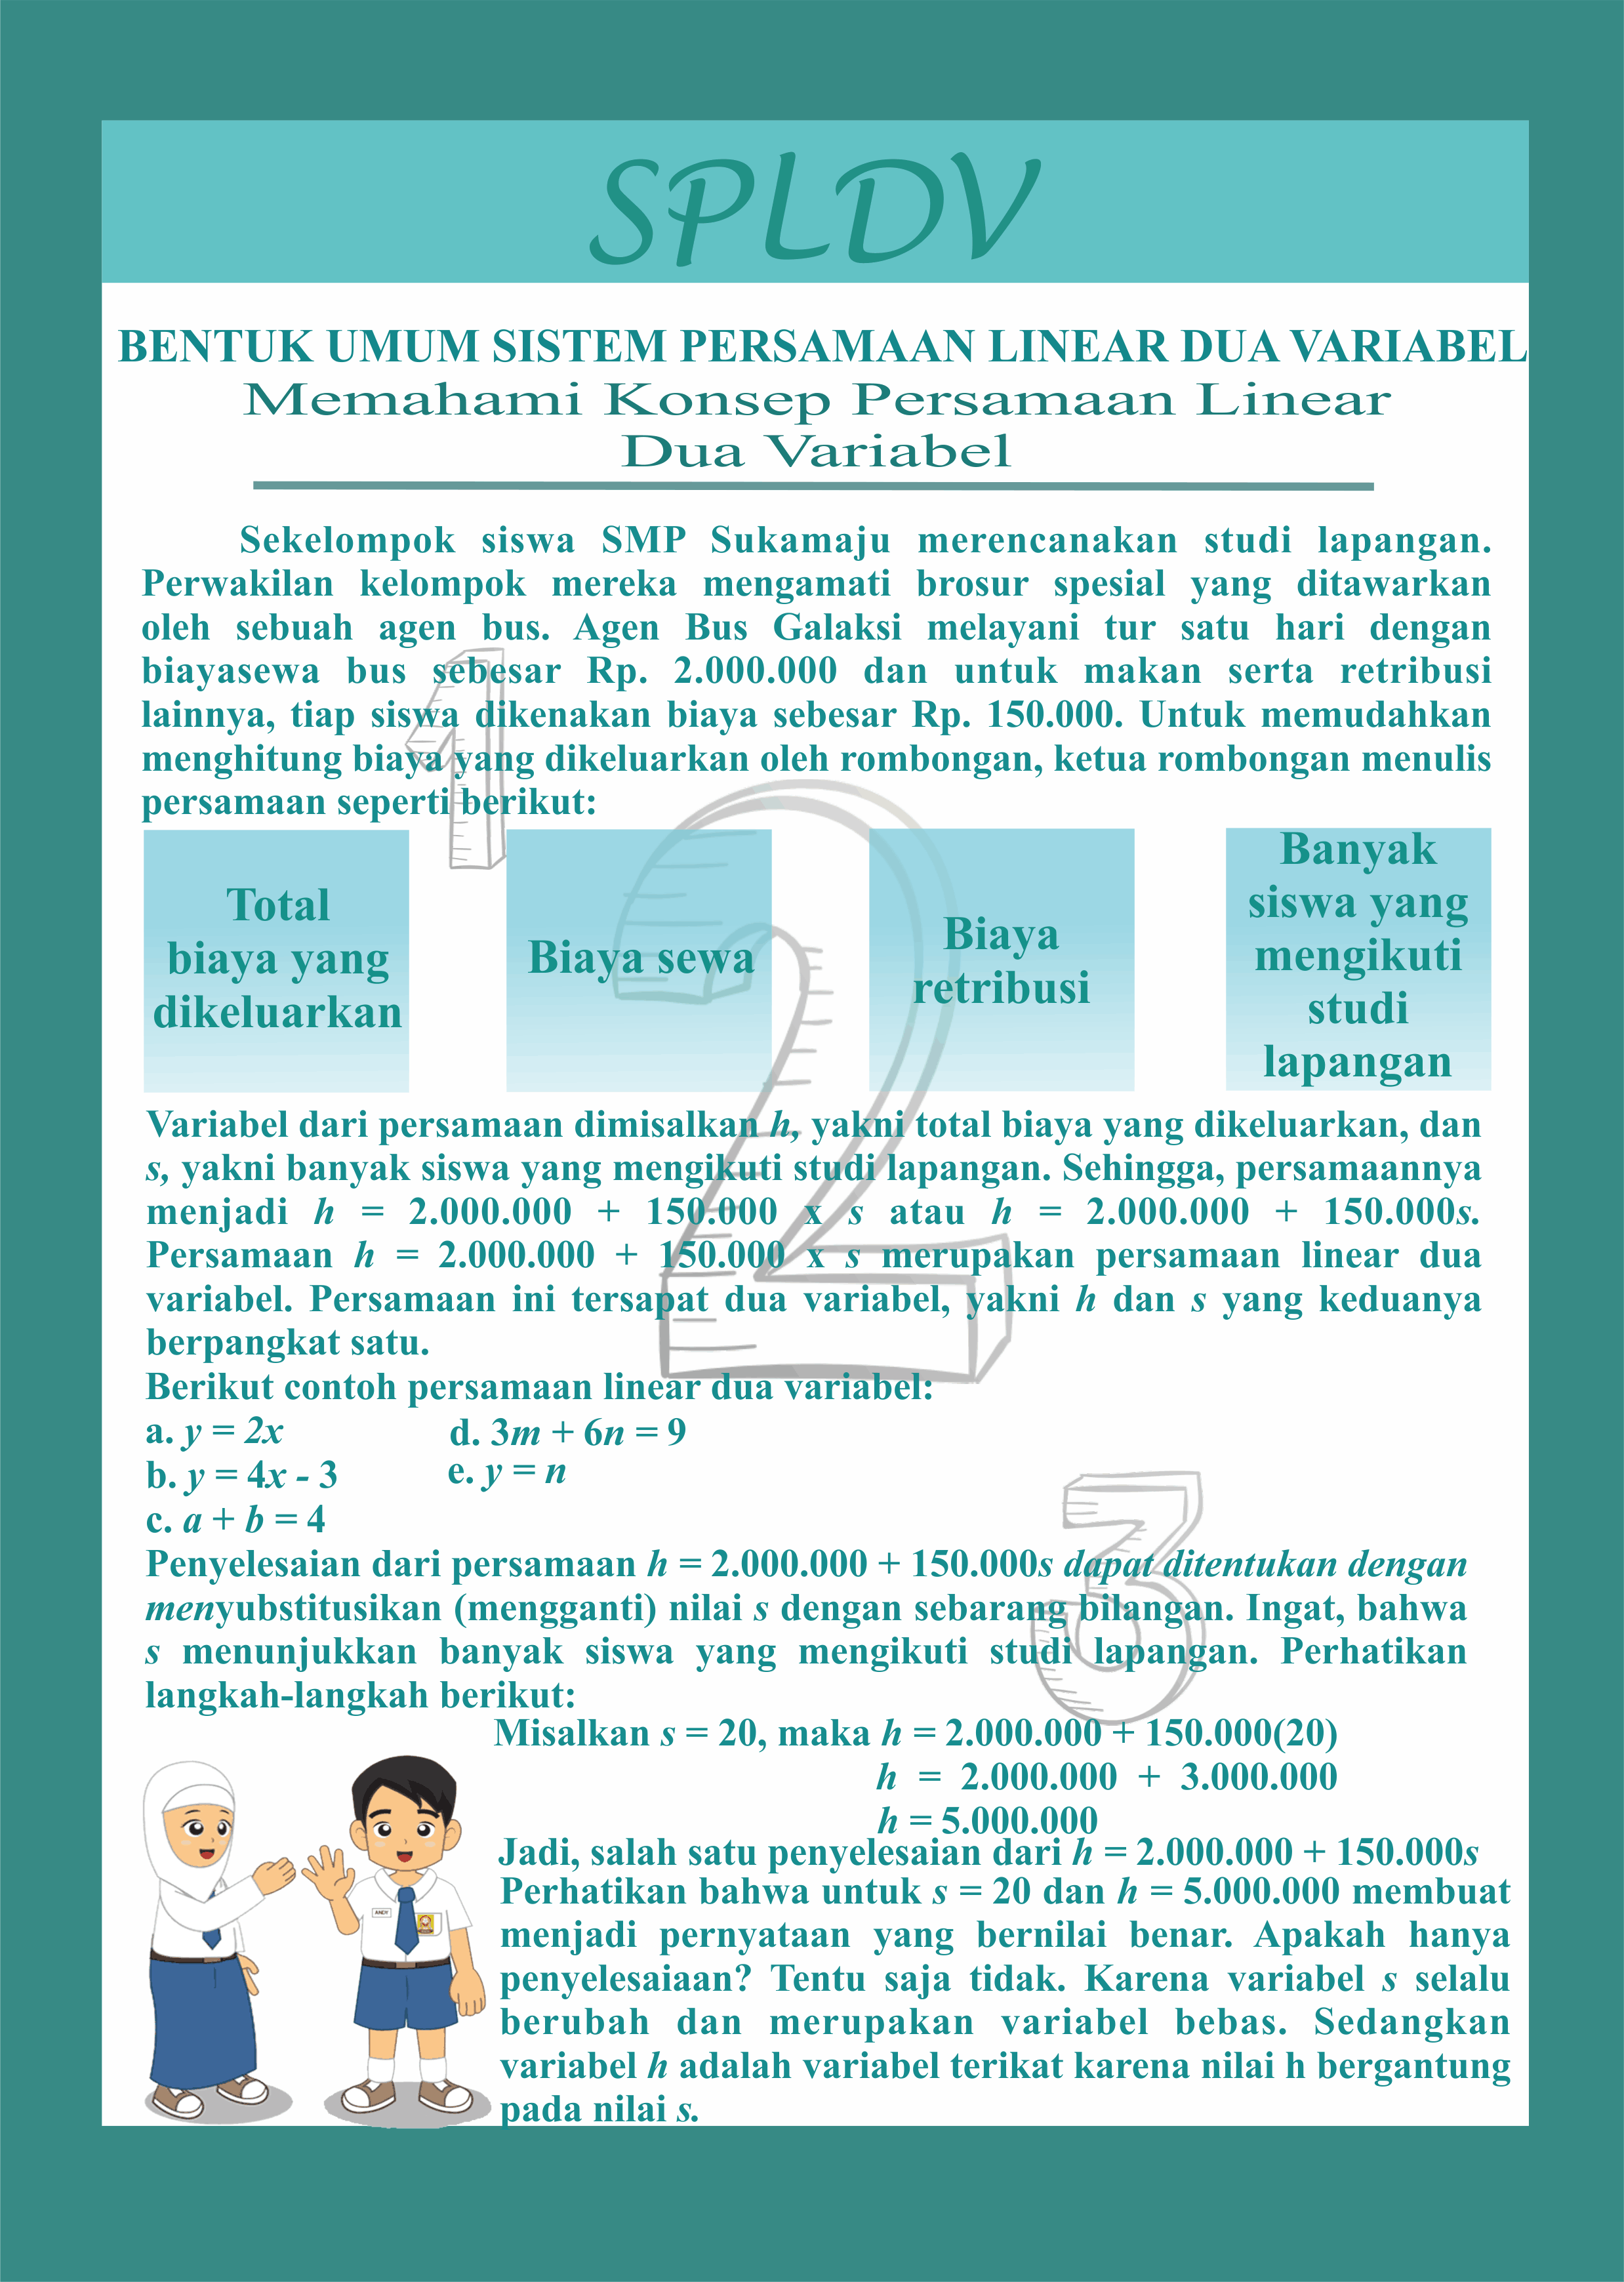 SPLDV
BENTUK UMUM SISTEM PERSAMAAN LINEAR DUA VARIABEL
Memahami Konsep Persamaan Linear
Dua Variabel
Sekelompok siswa SMP Sukamaju merencanakan studi lapangan.
Perwakilan kelompok mereka mengamati brosur spesial yang ditawarkan
oleh sebuah agen bus. Agen Bus Galaksi melayani tur satu hari dengan
biayasewa bus sebesar Rp. 2.000.000 dan untuk makan serta retribusi
lainnya, tiap siswa dikenakan biaya sebesar Rp. 150.000. Untuk memudahkan
menghitung biaya yang dikeluarkan oleh rombongan, ketua rombongan menulis
persamaan seperti berikut:
Total
biaya yang
dikeluarkan
Biaya sewa
Biaya
retribusi
Banyak
siswa yang
mengikuti
studi
lapangan
Variabel dari persamaan dimisalkan h, yakni total biaya yang dikeluarkan, dan
s, yakni banyak siswa yang mengikuti studi lapangan. Sehingga, persamaannya
menjadi h = 2.000.000 + 150.000 x s atau h = 2.000.000 + 150.000s.
Persamaan h = 2.000.000 + 150.000 x s merupakan persamaan linear dua
variabel. Persamaan ini tersapat dua variabel, yakni h dan s yang keduanya
berpangkat satu.
Berikut contoh persamaan linear dua variabel:
a. y = 2x
b. y = 4x - 3
c. a + b = 4
d. 3m + 6n = 9
e. y = n
Penyelesaian dari persamaan h = 2.000.000 + 150.000s dapat ditentukan dengan
menyubstitusikan (mengganti) nilai s dengan sebarang bilangan. Ingat, bahwa
s menunjukkan banyak siswa yang mengikuti studi lapangan. Perhatikan
langkah-langkah berikut:
Misalkan s = 20, maka h = 2.000.000 + 150.000(20)
h = 2.000.000 + 3.000.000
h = 5.000.000
Jadi, salah satu penyelesaian dari h = 2.000.000 + 150.000s
Perhatikan bahwa untuk s = 20 dan h = 5.000.000 membuat
menjadi pernyataan yang bernilai benar. Apakah hanya
penyelesaiaan? Tentu saja tidak. Karena variabel s selalu
berubah dan merupakan variabel bebas. Sedangkan
variabel h adalah variabel terikat karena nilai h bergantung
pada nilai s.
ANDY
1
2
3